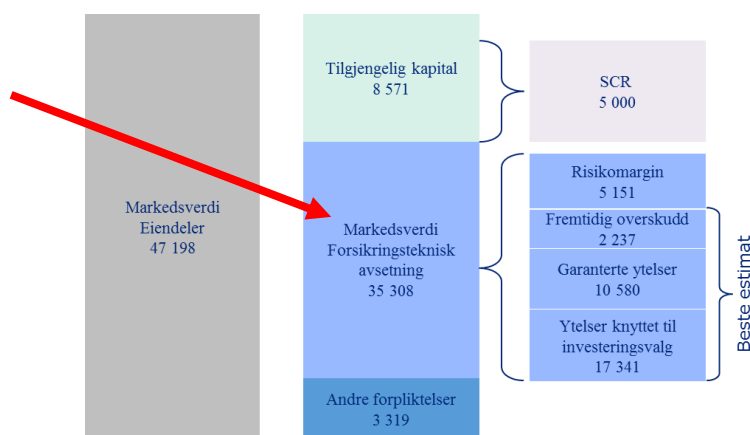 Markedsverdi
Eiendeler
47 198
Tilgjengelig kapital
8 571
Markedsverdi
Forsikringsteknisk
avsetning
35 308
Andre forpliktelser
3 319
SCR
5 000
Risikomargin
5 151
Fremtidig overskudd
2 237
Garanterte ytelser
10 580
Ytelser knyttet til
investeringsvalg
17 341
Beste estimat